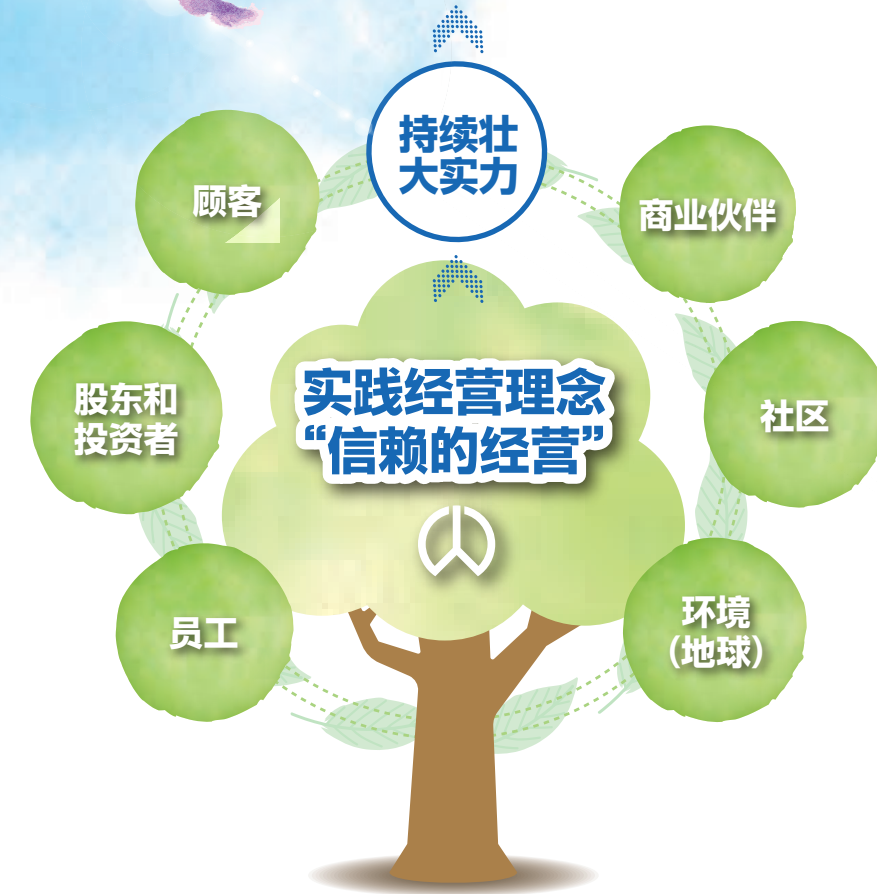 持续壮
大实力
顾客
商业伙伴
实践经营理念
“信赖的经营”
股东和
投资者
社区
员工
环境
（地球）